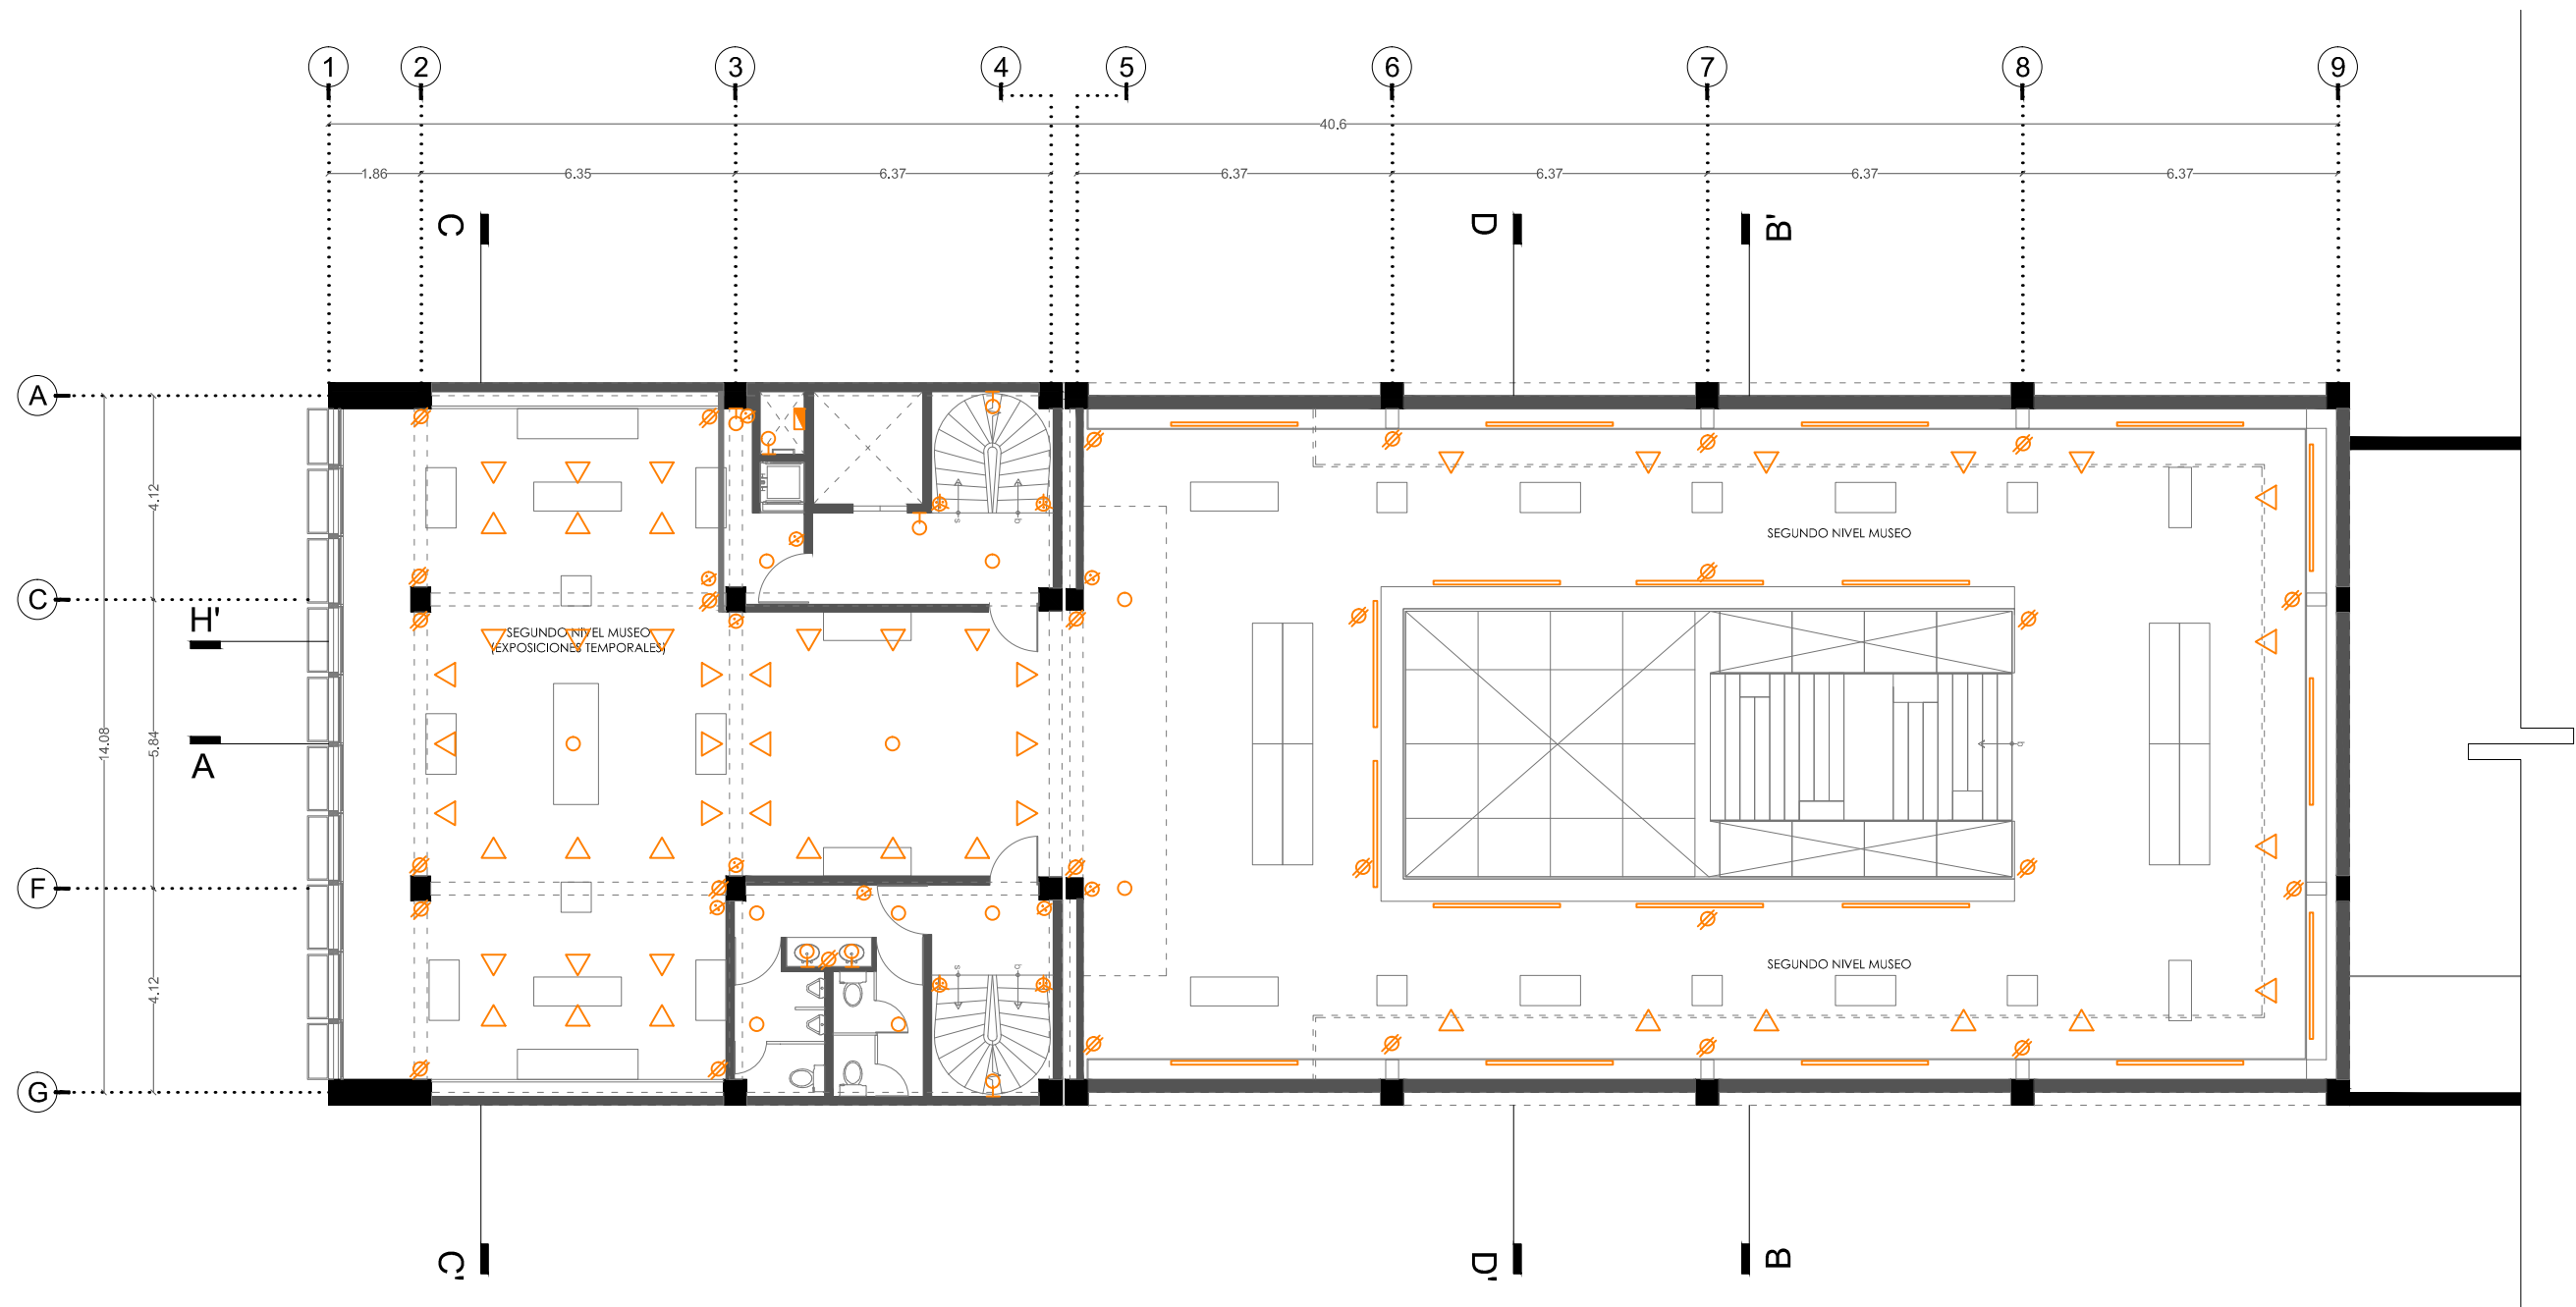 1 2 3 4 5 6 7 8 9
40.6
1.86 6.35 6.37 6.37 6.37 6.37 6.37
C D B'
A
4.12
SEGUNDO NIVEL MUSEO
C
H'
SEGUNDO NIVEL MUSEO
(EXPOSICIONES TEMPORALES)
14.08
5.84
A
F
SEGUNDO NIVEL MUSEO
4.12
G
C' D' B
s b
b
s b